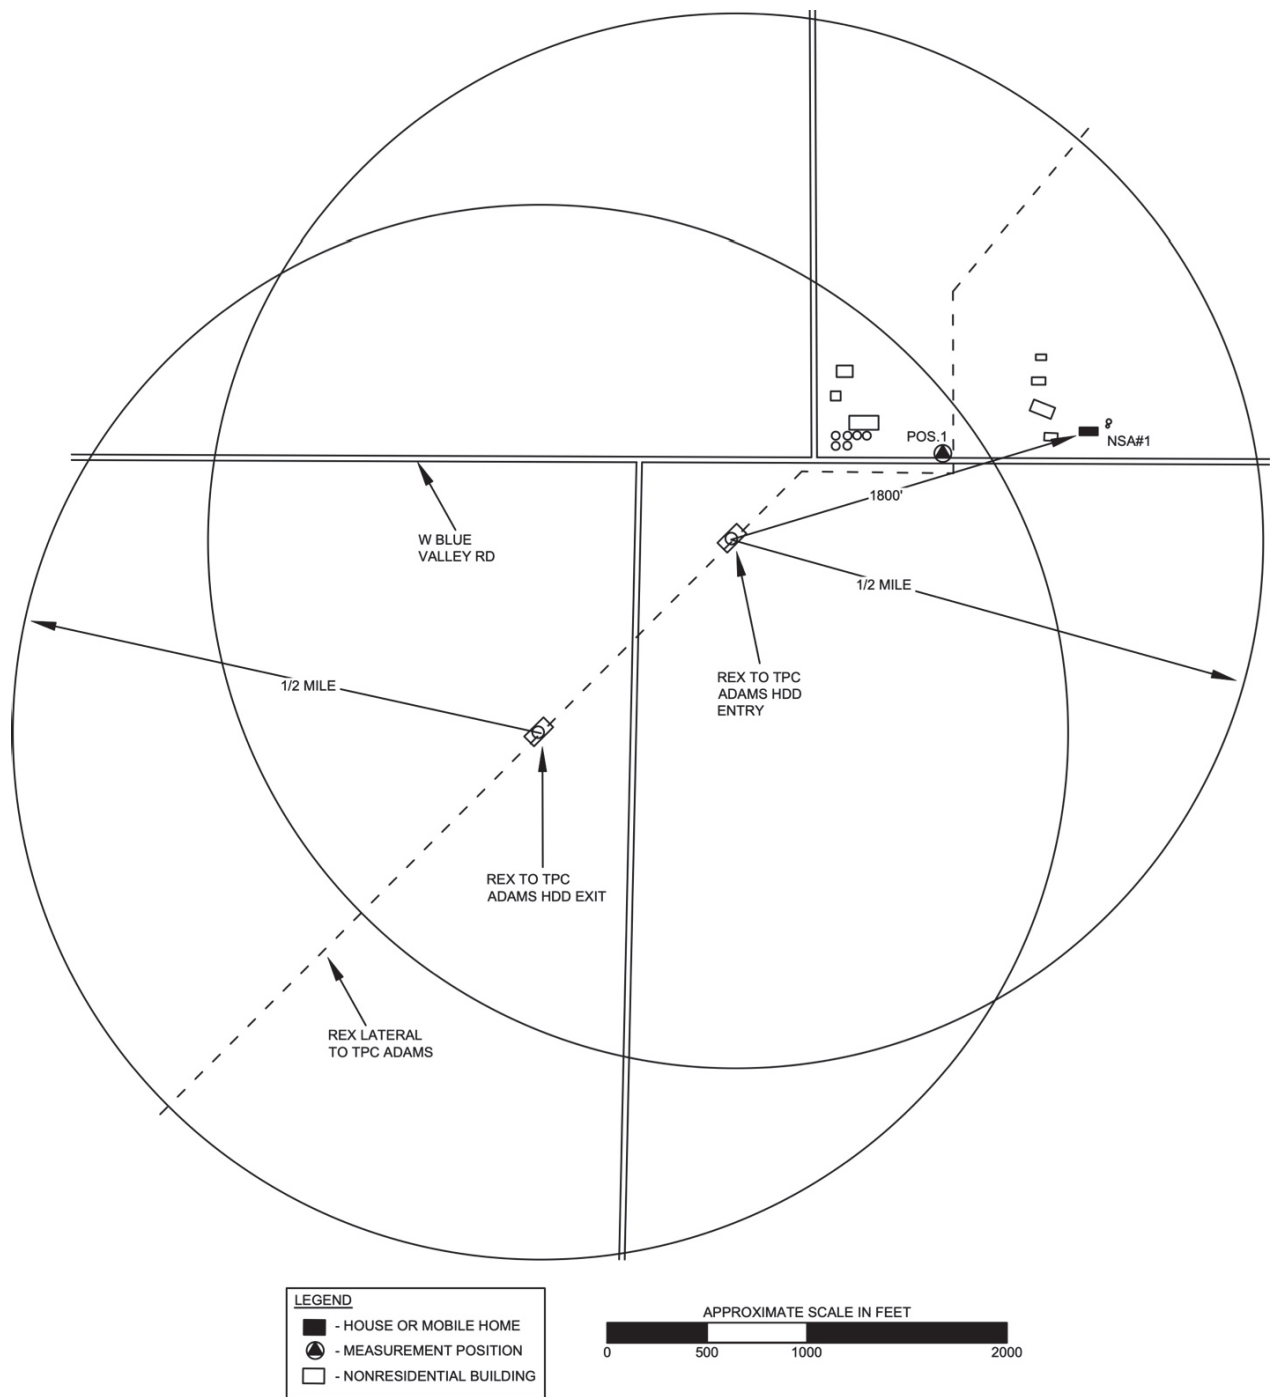 POS.1
NSA#1
1800'
W BLUE
VALLEY RD
1/2 MILE
1/2 MILE
REX TO TPC
ADAMS HDD
ENTRY
REX TO TPC
ADAMS HDD EXIT
REX LATERAL
TO TPC ADAMS
LEGEND
- HOUSE OR MOBILE HOME
- MEASUREMENT POSITION
- NONRESIDENTIAL BUILDING
APPROXIMATE SCALE IN FEET
0 500 1000 2000